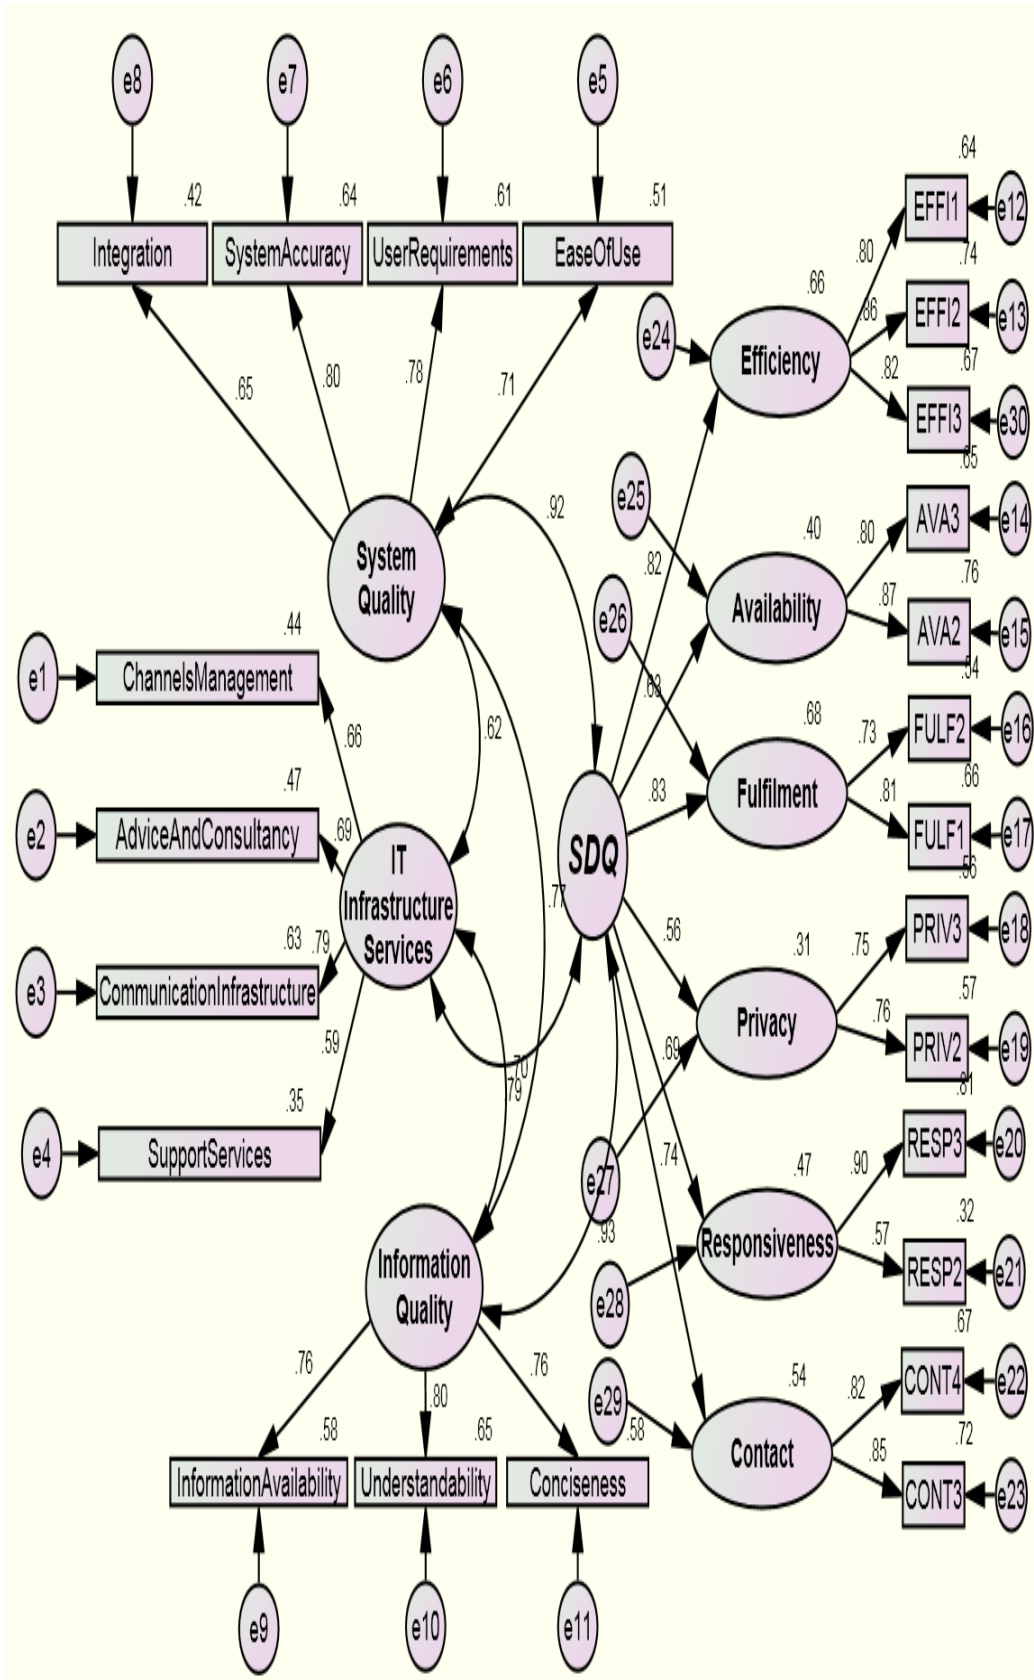 e8
e7
e6
e5
.42
.64
.61
.51
Integration
SystemAccuracy
UserRequirements
EaseOfUse
.65
.80
.78
.71
System
Quality
.92
.62
.77
.44
e1
ChannelsManagement
.66
.47
e2
AdviceAndConsultancy
.69
IT
Infrastructure
Services
.63
.79
e3
CommunicationInfrastructure
.59
.35
e4
SupportServices
.70
.79
Information
Quality
.93
.76
.80
.76
.58
.65
.58
InformationAvailability
Understandability
Conciseness
e9
e10
e11
SDQ
.82
.63
.83
.56
.69
.74
e24
.66
Efficiency
.80
.86
.82
.64
EFFI1
e12
.74
EFFI2
e13
.67
EFFI3
e30
e25
.40
Availability
.80
.87
.65
AVA3
e14
.76
AVA2
e15
e26
.68
Fulfilment
.73
.81
.54
FULF2
e16
.66
FULF1
e17
e27
.31
Privacy
.75
.76
.56
PRIV3
e18
.57
PRIV2
e19
e28
.47
Responsiveness
.90
.57
.81
RESP3
e20
.32
RESP2
e21
e29
.54
Contact
.82
.85
.67
CONT4
e22
.72
CONT3
e23